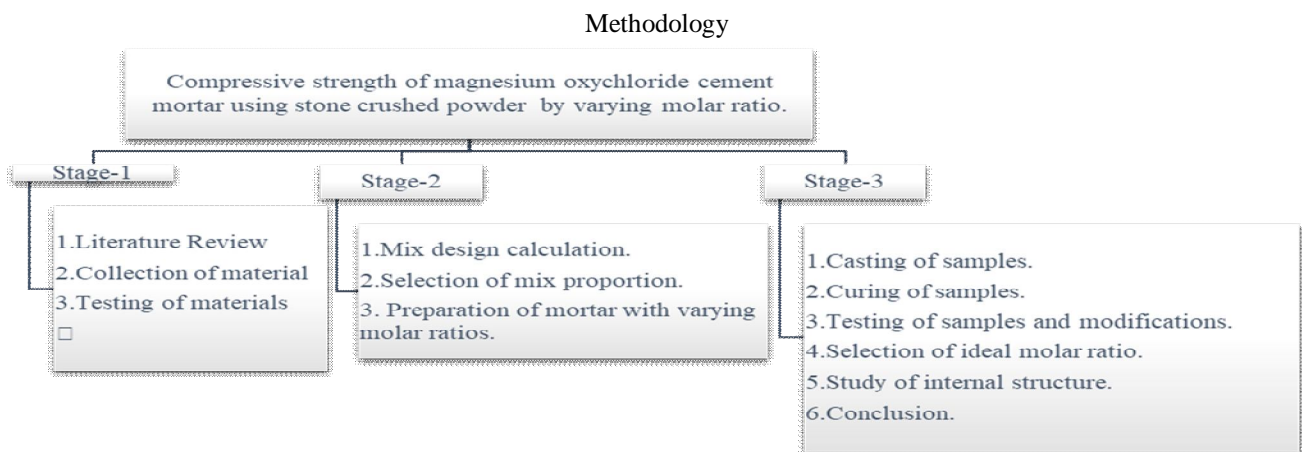 Methodology
Compressive strength of magnesium oxychloride cement
mortar using stone crushed powder by varying molar ratio.
Stage-1
1.Literature Review
2.Collection of material
3.Testing of materials
Stage-2
1.Mix design calculation.
2.Selection of mix proportion.
3. Preparation of mortar with varying
molar ratios.
Stage-3
1.Casting of samples.
2.Curing of samples.
3.Testing of samples and modifications.
4.Selection of ideal molar ratio.
5.Study of internal structure.
6.Conclusion.